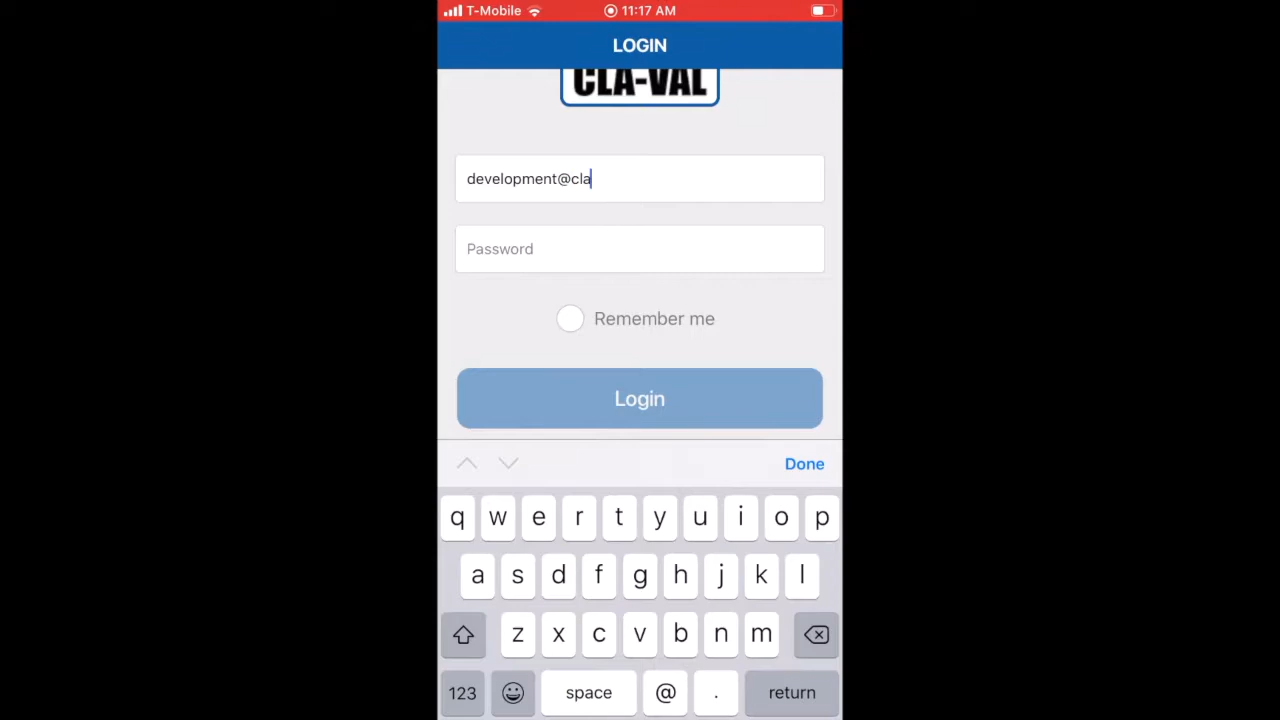 T-Mobile 11:17 AM
LOGIN
CLA-VAL
development@cla
Password
Remember me
Login
Done
q w e r t y u i o p
a s d f g h j k l
z x c v b n m
123 space @ . return